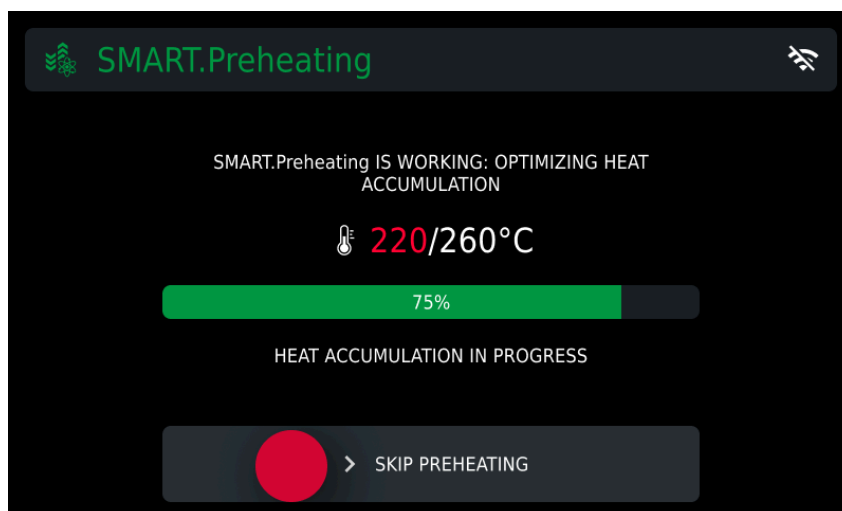 SMART.Preheating
SMART.Preheating IS WORKING: OPTIMIZING HEAT
ACCUMULATION
220/260°C
75%
HEAT ACCUMULATION IN PROGRESS
SKIP PREHEATING